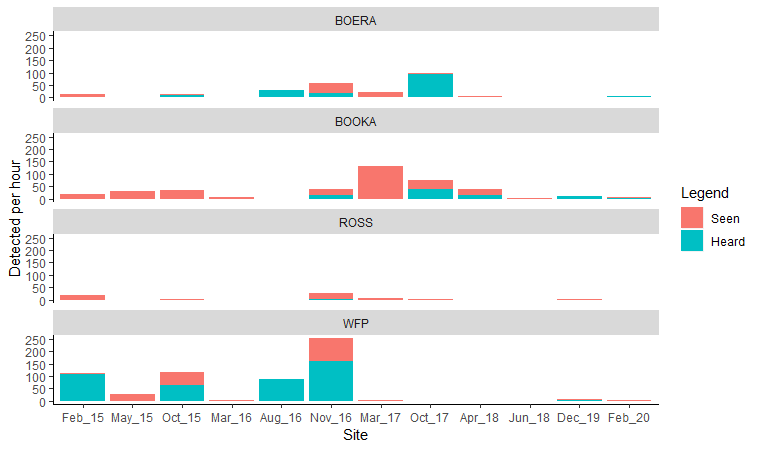 BOERA
250
200
150
100
50
0
BOOKA
250
200
150
100
50
0
ROSS
250
200
150
100
50
0
WFP
250
200
150
100
50
0
Detected per hour
Feb_15 May_15 Oct_15 Mar_16 Aug_16 Nov_16 Mar_17 Oct_17 Apr_18 Jun_18 Dec_19 Feb_20
Site
Legend
Seen
Heard